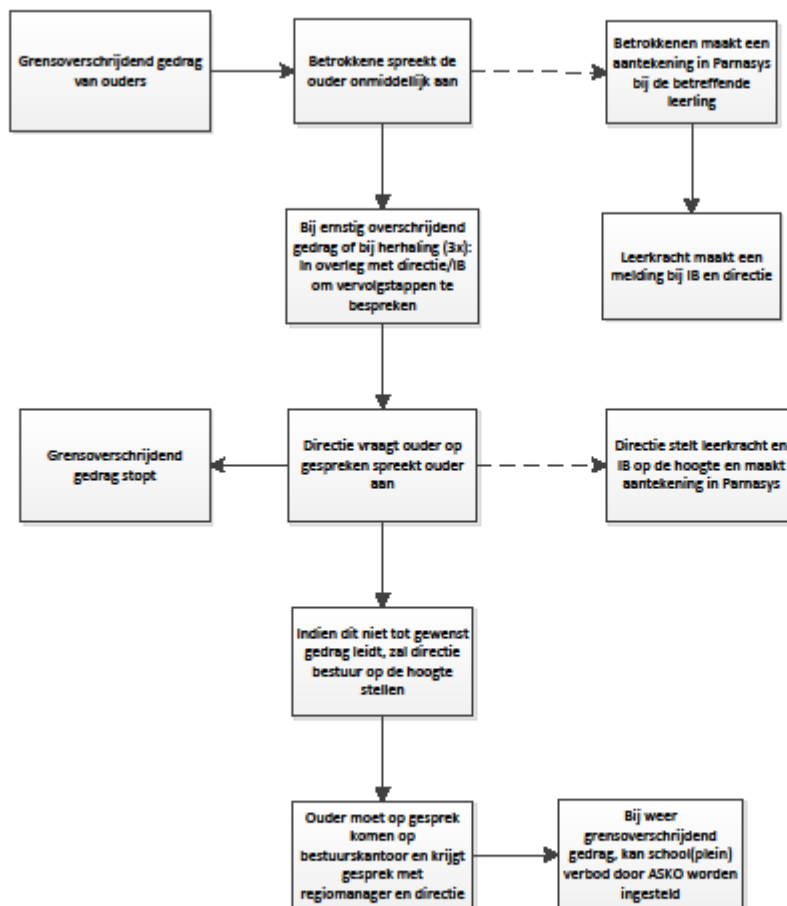 Grensoverschrijdend gedrag
van ouders
Betrokkene spreekt de
ouder onmiddellijk aan
Betrokkenen maakt een
aantekening in Parnasys
bij de betreffende
leerling
Bij ernstig overschrijdend
gedrag of bij herhaling (3x):
In overleg met directie/IB
om vervolgstappen te
bespreken
Leerkracht maakt een
melding bij IB en directie
Grensoverschrijdend
gedrag stopt
Directie vraagt ouder op
gespreken spreekt ouder
aan
Directie stelt leerkracht en
IB op de hoogte en maakt
aantekening in Parnasys
Indien dit niet tot gewenst
gedrag leidt, zal directie
bestuur op de hoogte
stellen
Ouder moet op gesprek
komen op
bestuurskantoor en krijgt
gesprek met
regiomanager en directie
Bij weer
grensoverschrijdend
gedrag, kan school(plein)
verbod door ASKO worden
ingesteld